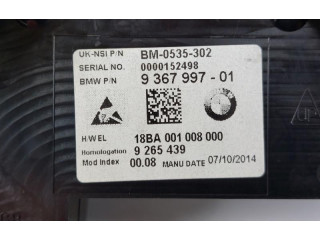 UK-NSI P/N BM-0535-302
SERIAL NO. 0000152498
BMW P/N 9 367 997 - 01
H/W EL 18BA 001 008 000
Homologation 9 265 439
Mod Index 00.08 MANU DATE 07/10/2014